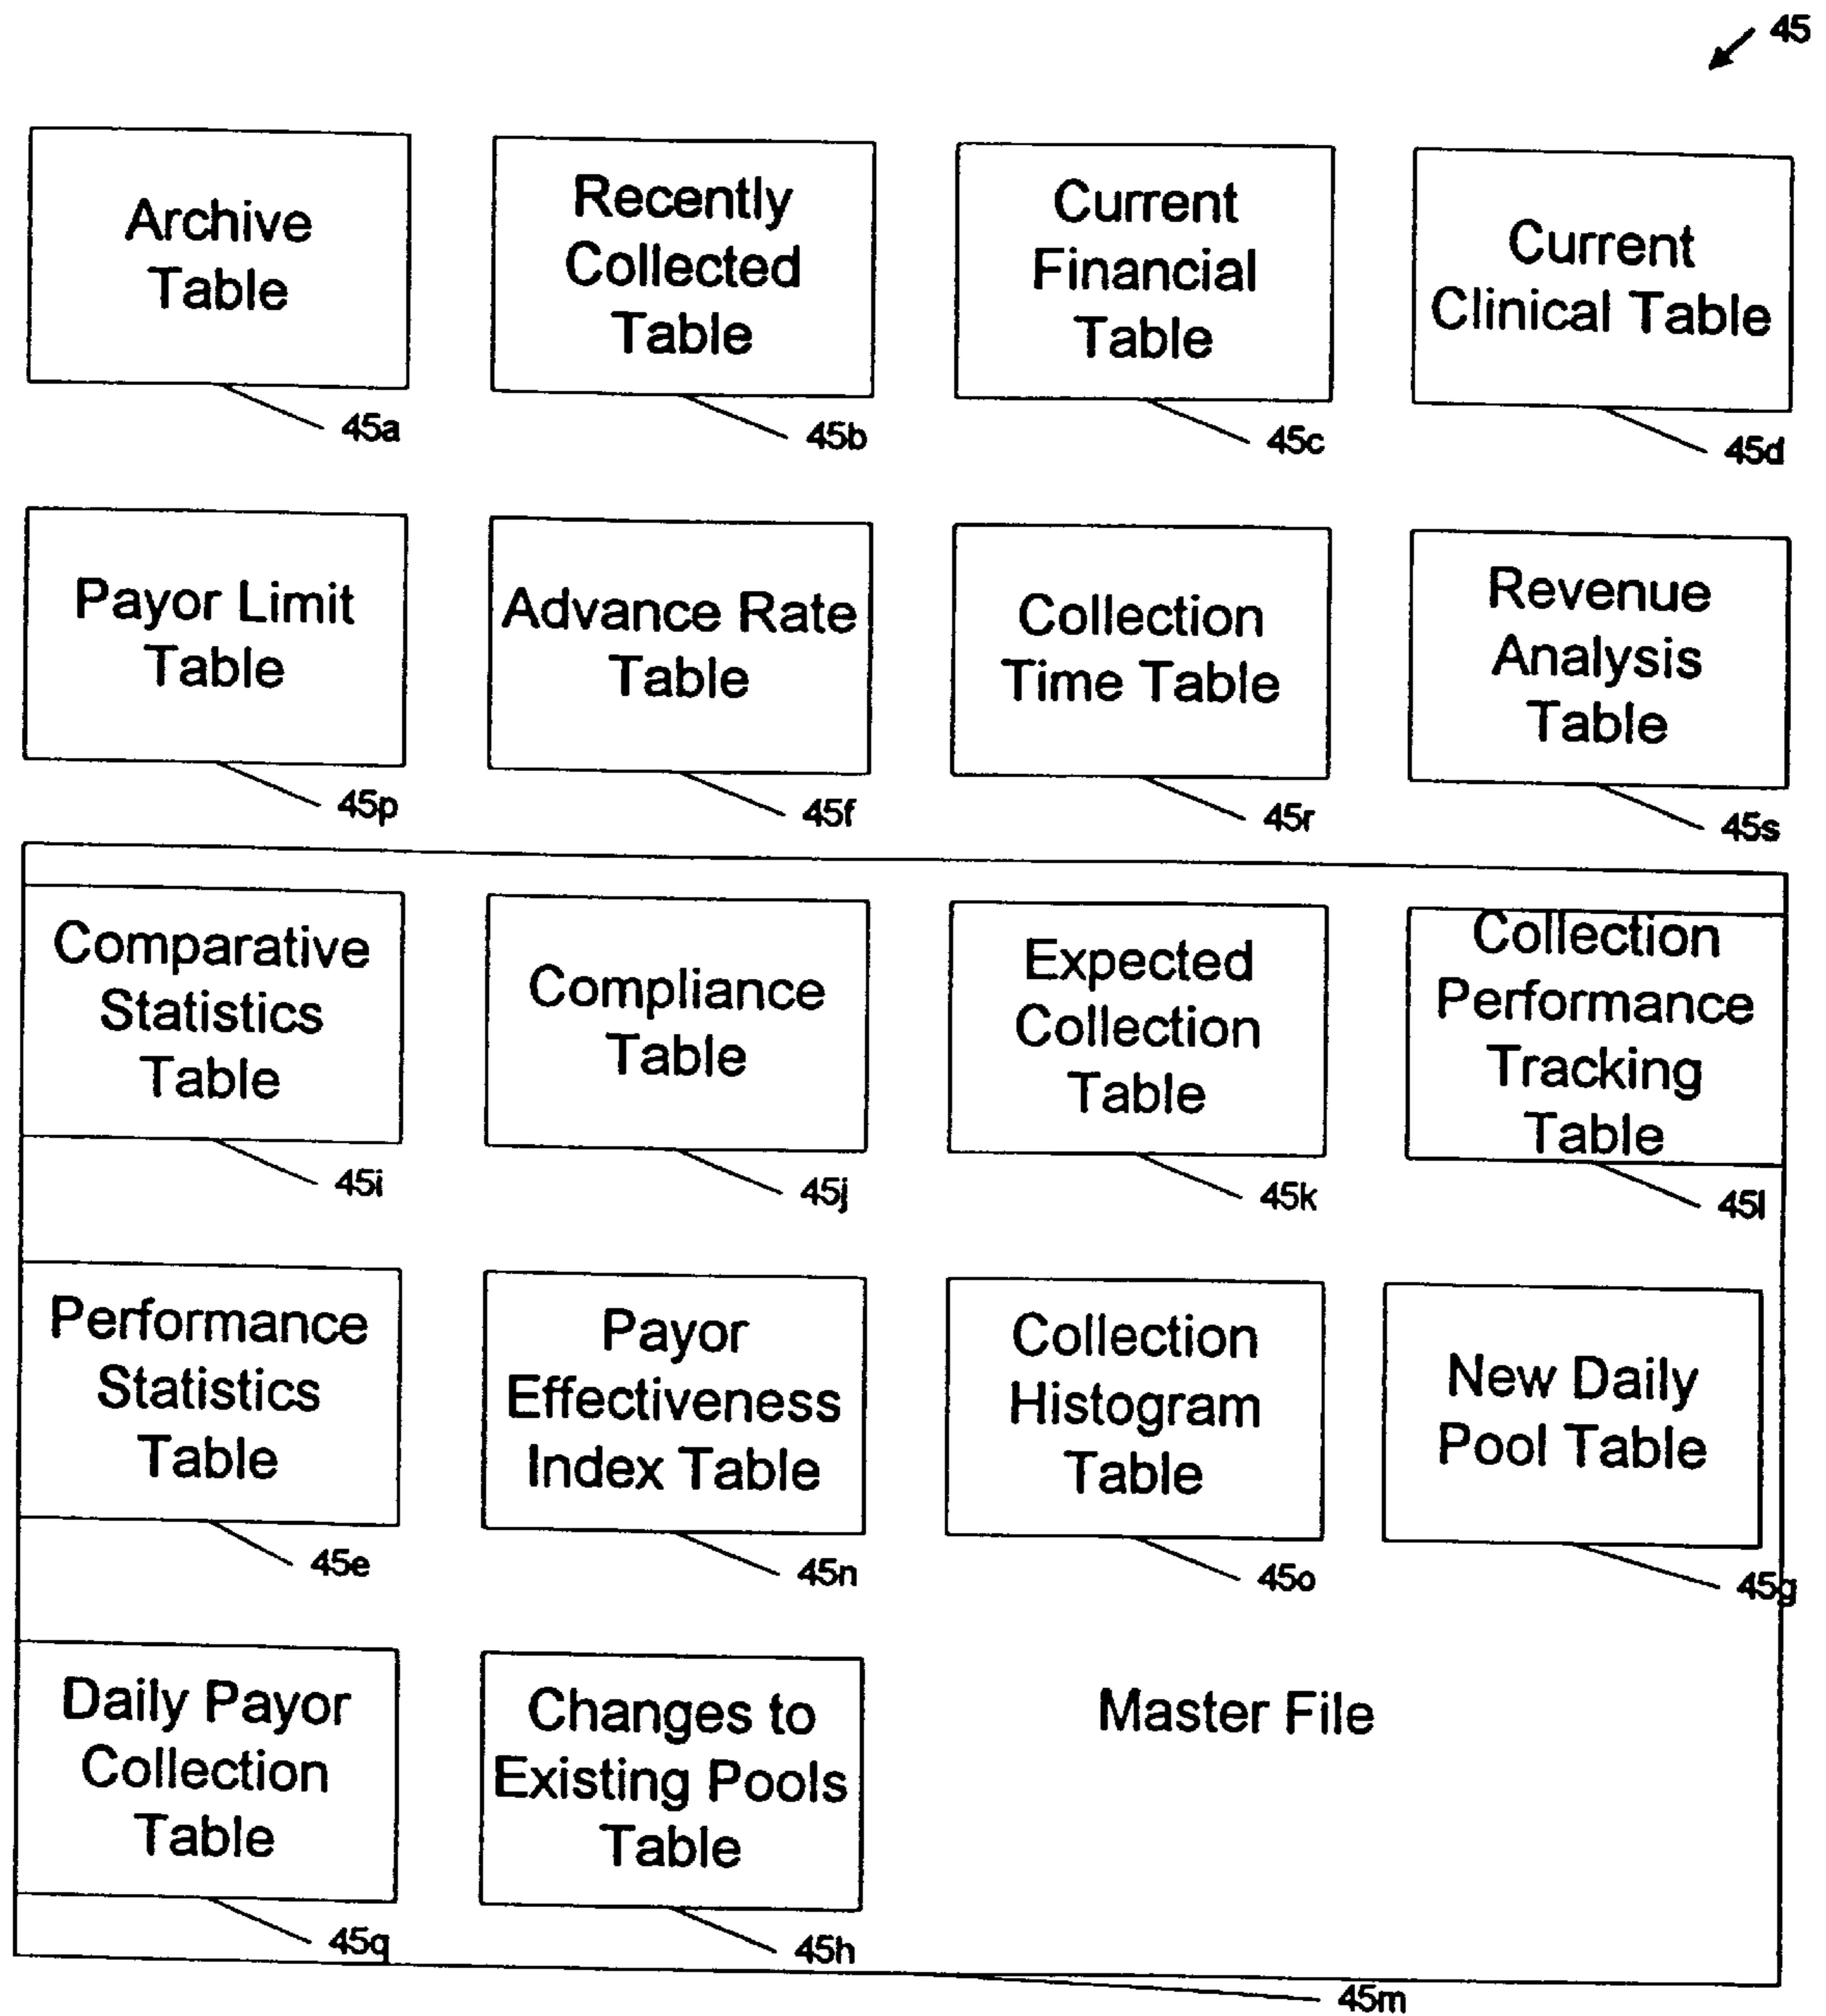 45
Archive
Table
45a
Recently
Collected
Table
45b
Current
Financial
Table
45c
Current
Clinical Table
45d
Payor Limit
Table
45p
Advance Rate
Table
45f
Collection
Time Table
45r
Revenue
Analysis
Table
45s
Comparative
Statistics
Table
45i
Compliance
Table
45j
Expected
Collection
Table
45k
Collection
Performance
Tracking
Table
45l
Performance
Statistics
Table
45e
Payor
Effectiveness
Index Table
45n
Collection
Histogram
Table
45o
New Daily
Pool Table
45g
Daily Payor
Collection
Table
45q
Changes to
Existing Pools
Table
45h
Master File
45m